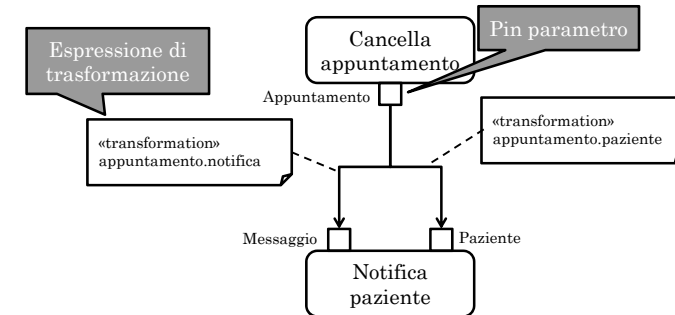 Espressione di
trasformazione
Cancella
appuntamento
Pin parametro
Appuntamento
«transformation»
appuntamento.notifica
«transformation»
appuntamento.paziente
Messaggio
Paziente
Notifica
paziente